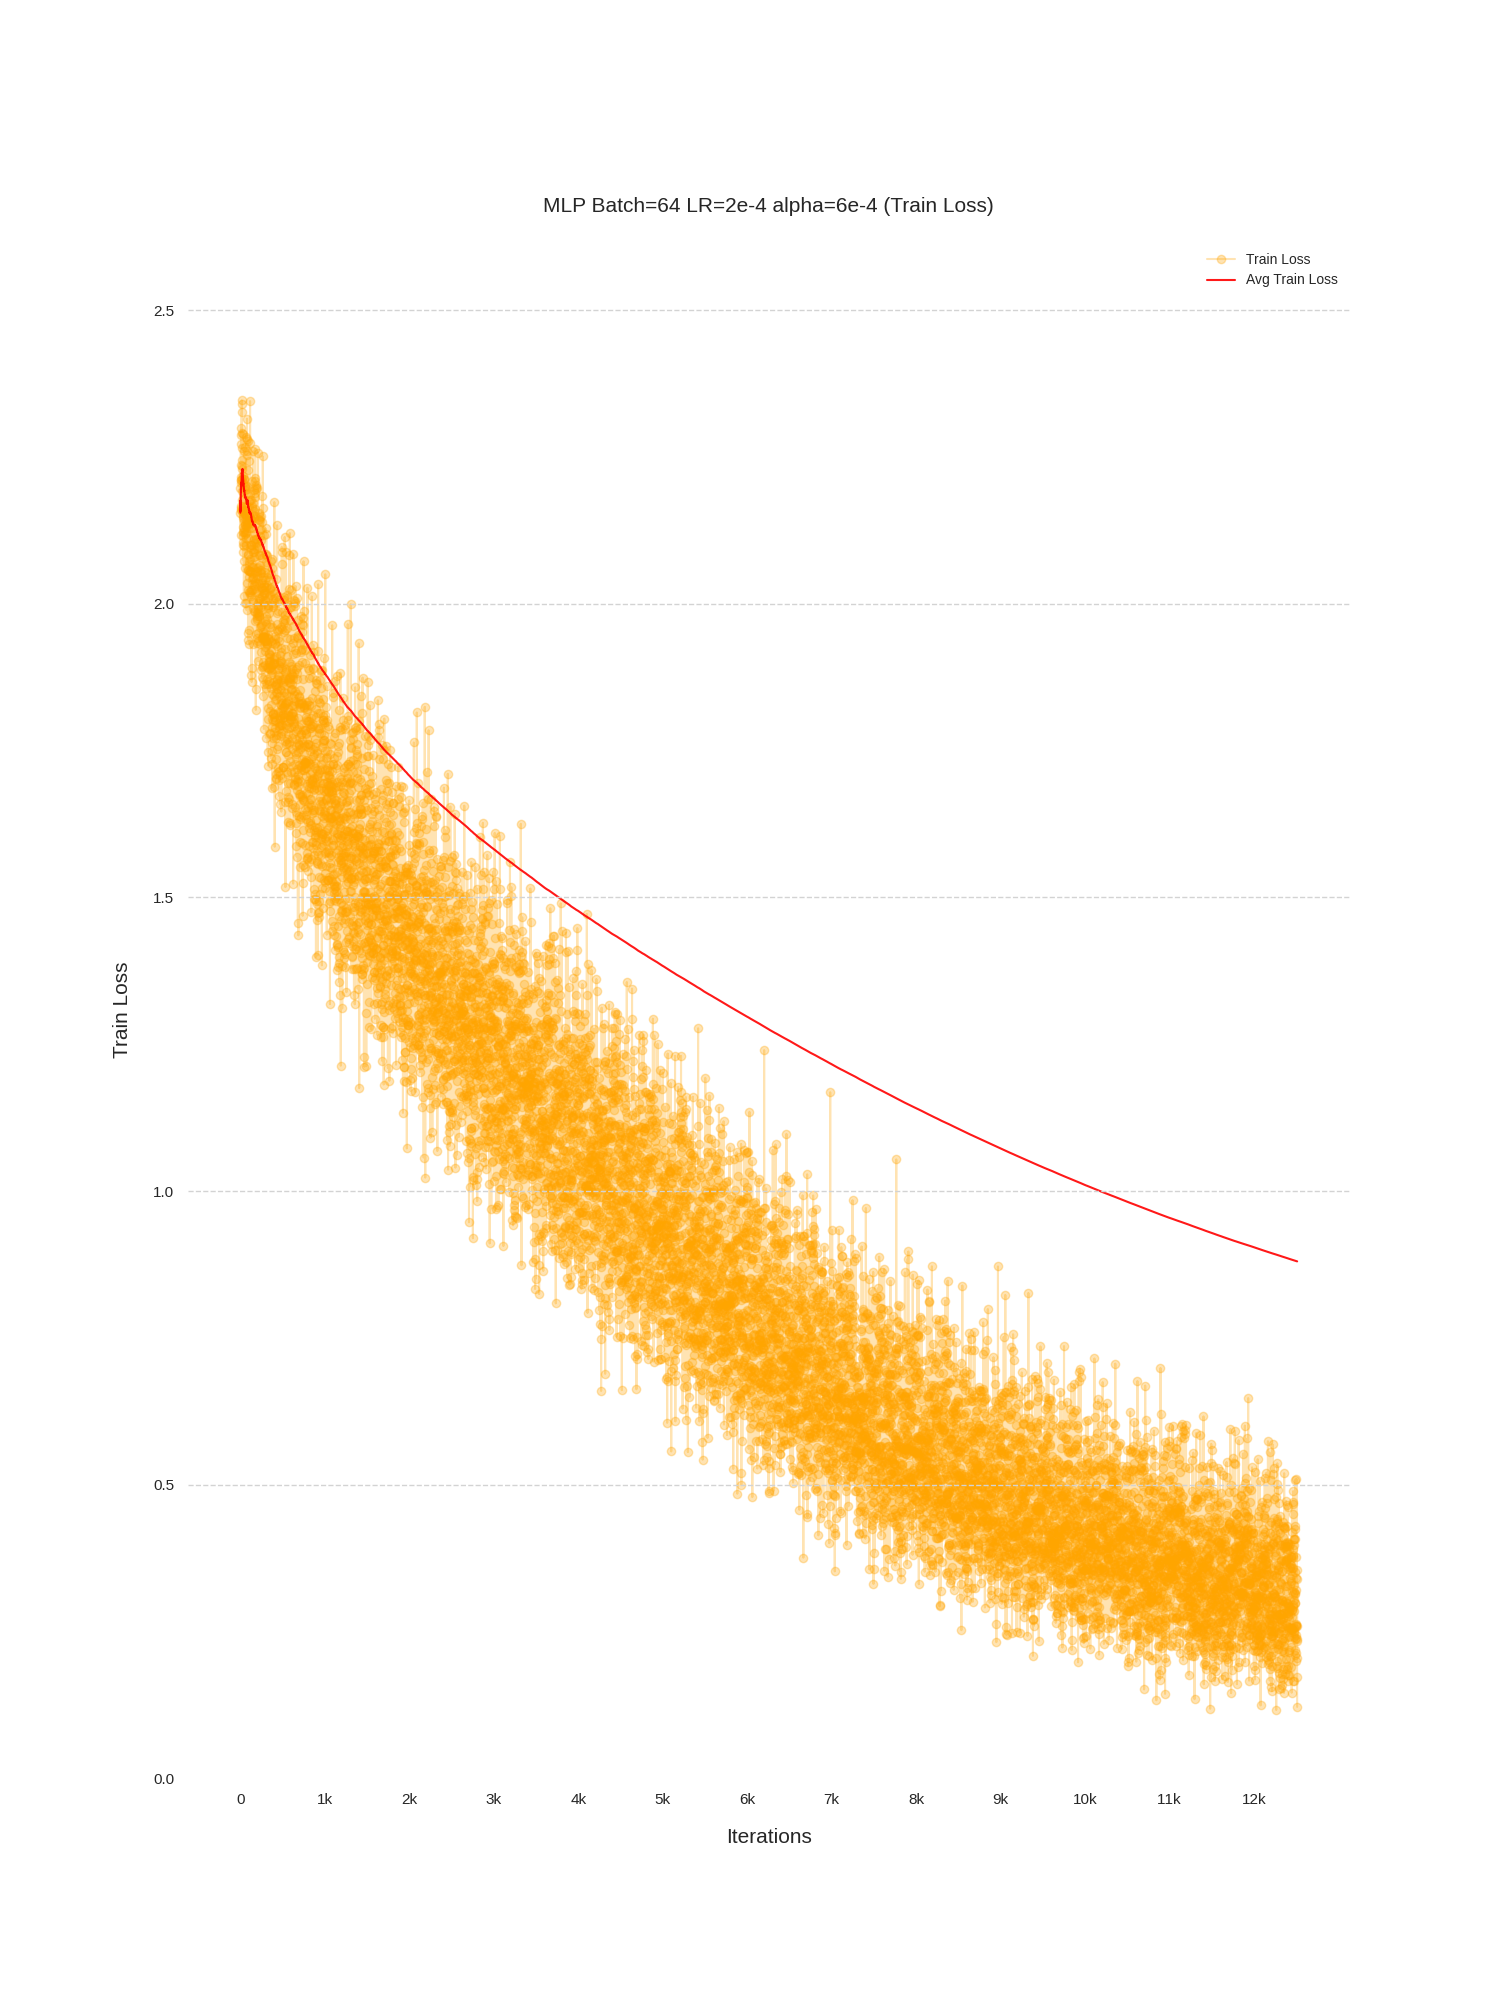 MLP Batch=64 LR=2e-4 alpha=6e-4 (Train Loss)
Train Loss
Avg Train Loss
2.5
2.0
1.5
1.0
0.5
0.0
Train Loss
0 1k 2k 3k 4k 5k 6k 7k 8k 9k 10k 11k 12k
Iterations